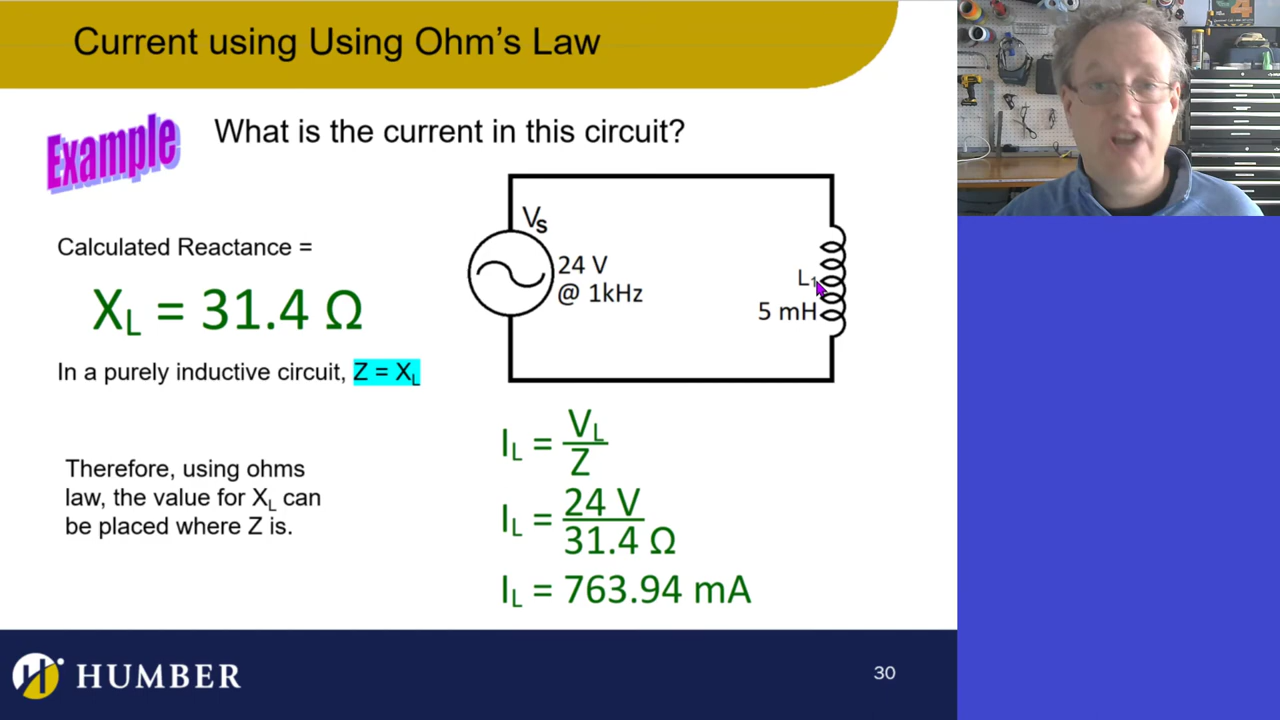 Current using Using Ohm's Law
Example
What is the current in this circuit?
Calculated Reactance =
X_L = 31.4 Ω
In a purely inductive circuit, Z = X_L
Therefore, using ohms
law, the value for X_L can
be placed where Z is.
V_S
24 V
@ 1kHz
L_1
5 mH
I_L = V_L / Z
I_L = 24 V / 31.4 Ω
I_L = 763.94 mA
HUMBER
30